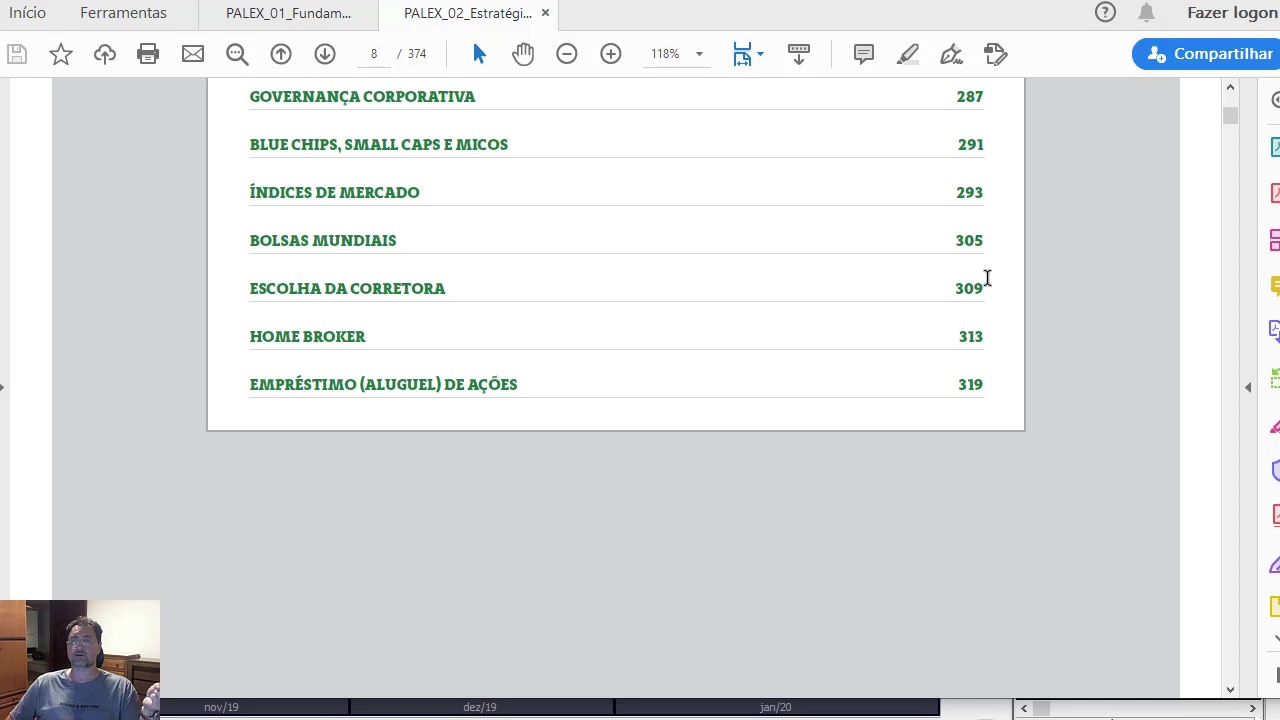 Início
Ferramentas
PALEX_01_Fundam...
PALEX_02_Estratégi...
Fazer logon
8 / 374
118%
Compartilhar
GOVERNANÇA CORPORATIVA 287
BLUE CHIPS, SMALL CAPS E MICOS 291
ÍNDICES DE MERCADO 293
BOLSAS MUNDIAIS 305
ESCOLHA DA CORRETORA 309
HOME BROKER 313
EMPRÉSTIMO (ALUGUEL) DE AÇÕES 319
nov/19
dez/19
jan/20